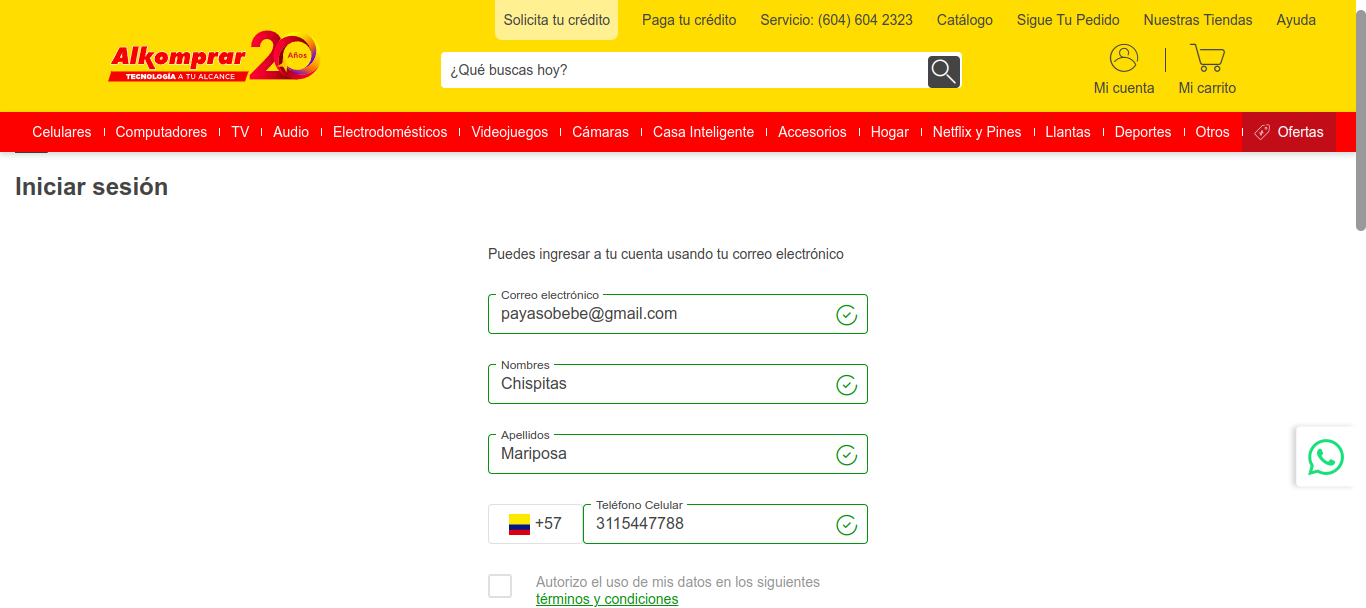 Solicita tu crédito Paga tu crédito Servicio: (604) 604 2323 Catálogo Sigue Tu Pedido Nuestras Tiendas Ayuda
Alkomprar 20 Años
TECNOLOGÍA A TU ALCANCE
¿Qué buscas hoy?
Mi cuenta Mi carrito
Celulares Computadores TV Audio Electrodomésticos Videojuegos Cámaras Casa Inteligente Accesorios Hogar Netflix y Pines Llantas Deportes Otros Ofertas
Iniciar sesión
Puedes ingresar a tu cuenta usando tu correo electrónico
Correo electrónico
payasobebe@gmail.com
Nombres
Chispitas
Apellidos
Mariposa
Teléfono Celular
+57 3115447788
Autorizo el uso de mis datos en los siguientes
términos y condiciones